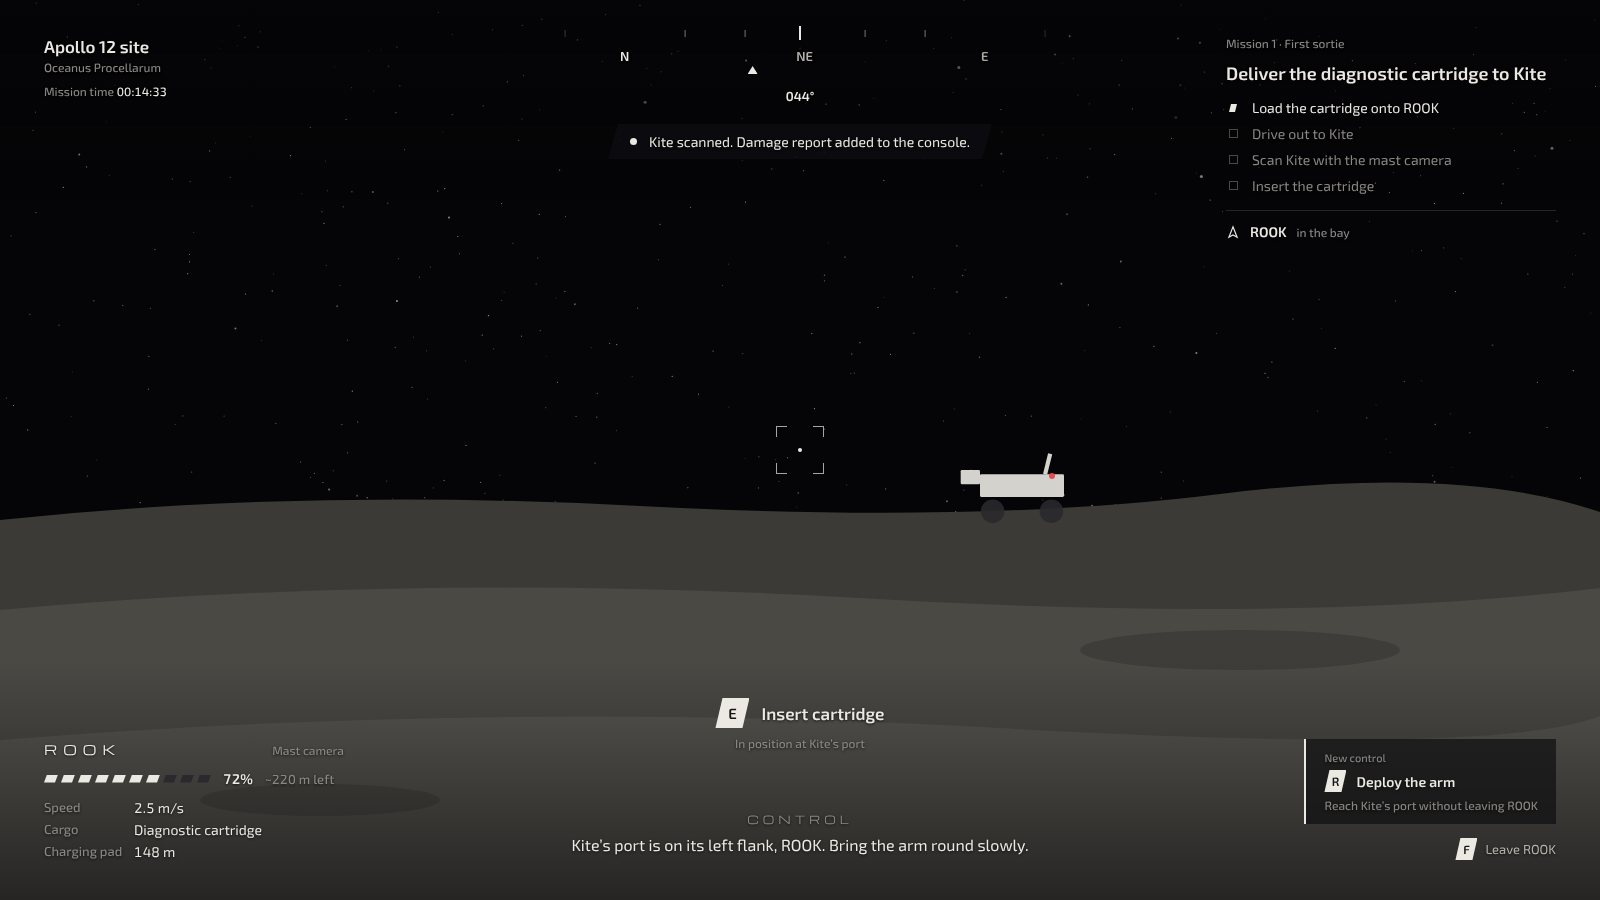 Apollo 12 site
Oceanus Procellarum
Mission time 00:14:33
N NE E
044°
Kite scanned. Damage report added to the console.
Mission 1 · First sortie
Deliver the diagnostic cartridge to Kite
Load the cartridge onto ROOK
Drive out to Kite
Scan Kite with the mast camera
Insert the cartridge
ROOK in the bay
E Insert cartridge
In position at Kite's port
ROOK Mast camera
72% ~220 m left
Speed 2.5 m/s
Cargo Diagnostic cartridge
Charging pad 148 m
CONTROL
Kite's port is on its left flank, ROOK. Bring the arm round slowly.
New control
R Deploy the arm
Reach Kite's port without leaving ROOK
F Leave ROOK